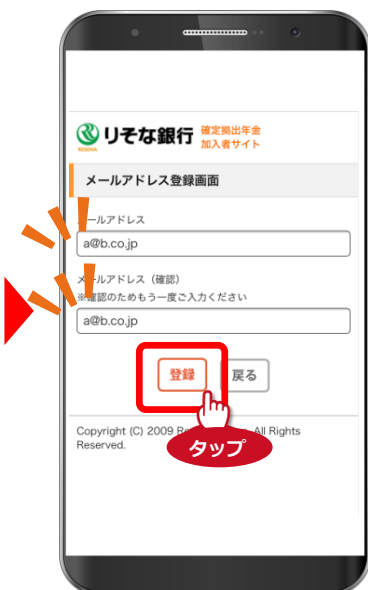 りそな銀行
RESONA
確定拠出年金
加入者サイト
メールアドレス登録画面
ールアドレス
a@b.co.jp
ールアドレス（確認）
確認のためもう一度ご入力ください
a@b.co.jp
登録
戻る
Copyright (C) 2009 Re All Rights
Reserved.
タップ